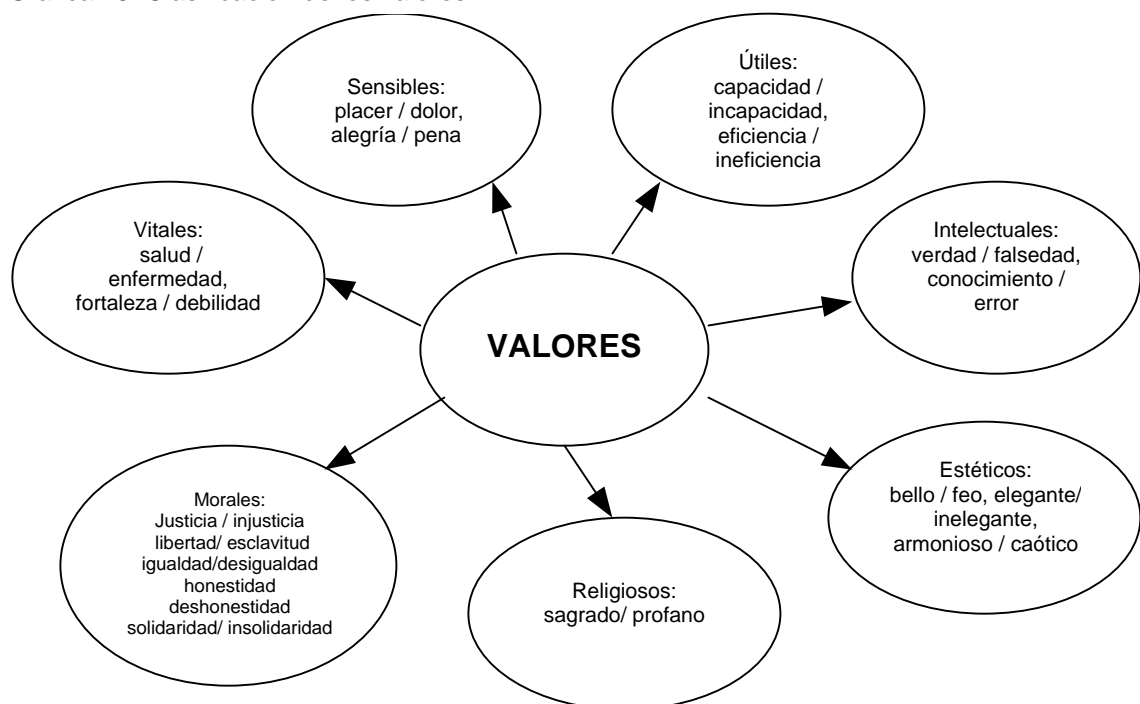 Sensibles:
placer / dolor,
alegría / pena
Útiles:
capacidad /
incapacidad,
eficiencia /
ineficiencia
Vitales:
salud /
enfermedad,
fortaleza / debilidad
Intelectuales:
verdad / falsedad,
conocimiento /
error
VALORES
Morales:
Justicia / injusticia
libertad/ esclavitud
igualdad/desigualdad
honestidad
deshonestidad
solidaridad/ insolidaridad
Religiosos:
sagrado/ profano
Estéticos:
bello / feo, elegante/
inelegante,
armonioso / caótico